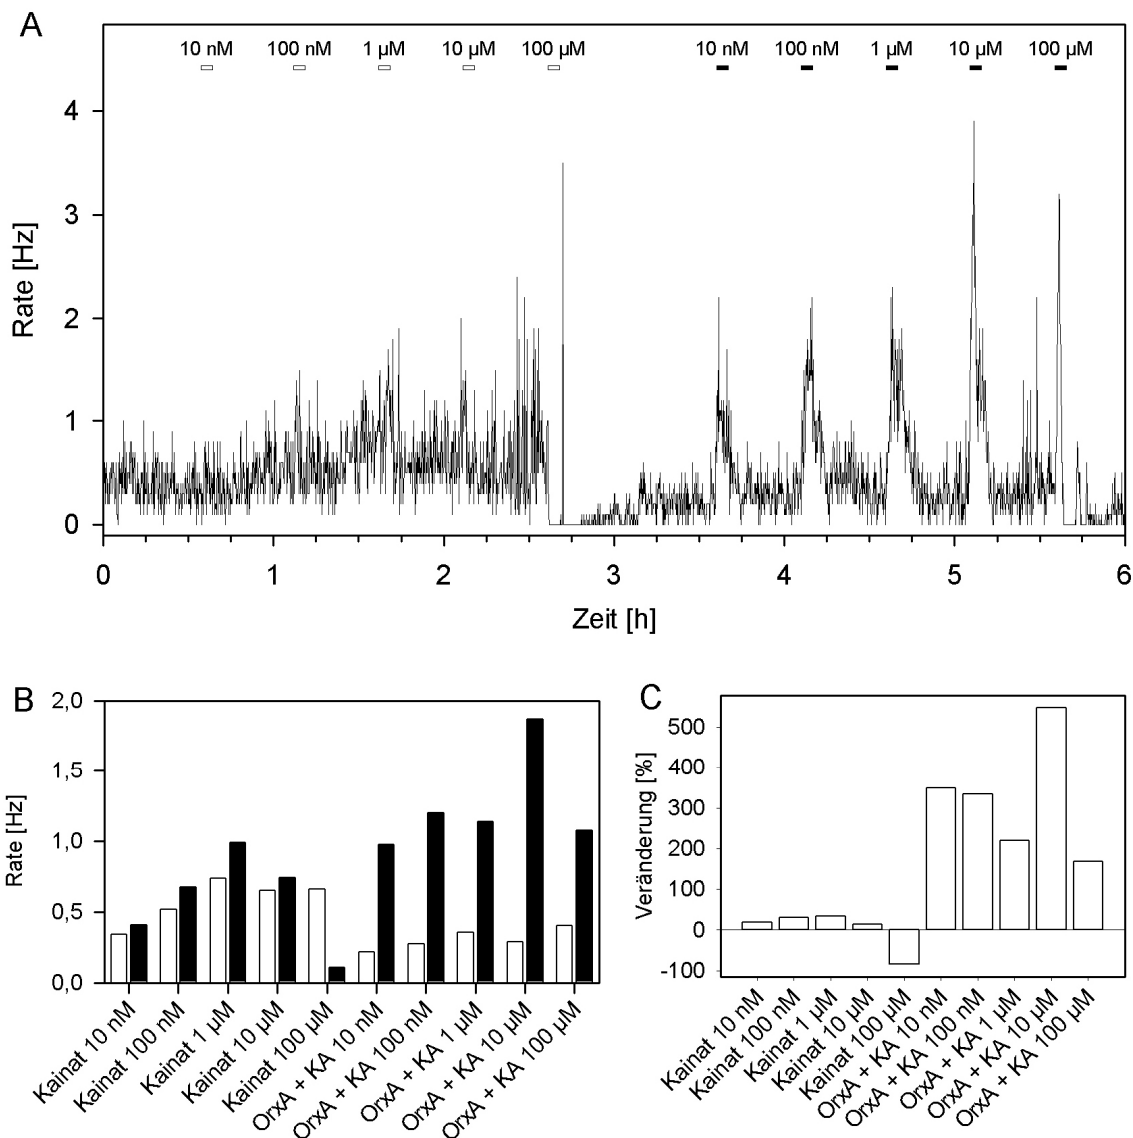 A
10 nM 100 nM 1 µM 10 µM 100 µM 10 nM 100 nM 1 µM 10 µM 100 µM
4
3
2
1
0
Rate [Hz]
0 1 2 3 4 5 6
Zeit [h]
B
2,0
1,5
1,0
0,5
0,0
Rate [Hz]
Kainat 10 nM
Kainat 100 nM
Kainat 1 µM
Kainat 10 µM
Kainat 100 µM
OrxA + KA 10 nM
OrxA + KA 100 nM
OrxA + KA 1 µM
OrxA + KA 10 µM
OrxA + KA 100 µM
C
500
400
300
200
100
0
-100
Veränderung [%]
Kainat 10 nM
Kainat 100 nM
Kainat 1 µM
Kainat 10 µM
Kainat 100 µM
OrxA + KA 10 nM
OrxA + KA 100 nM
OrxA + KA 1 µM
OrxA + KA 10 µM
OrxA + KA 100 µM